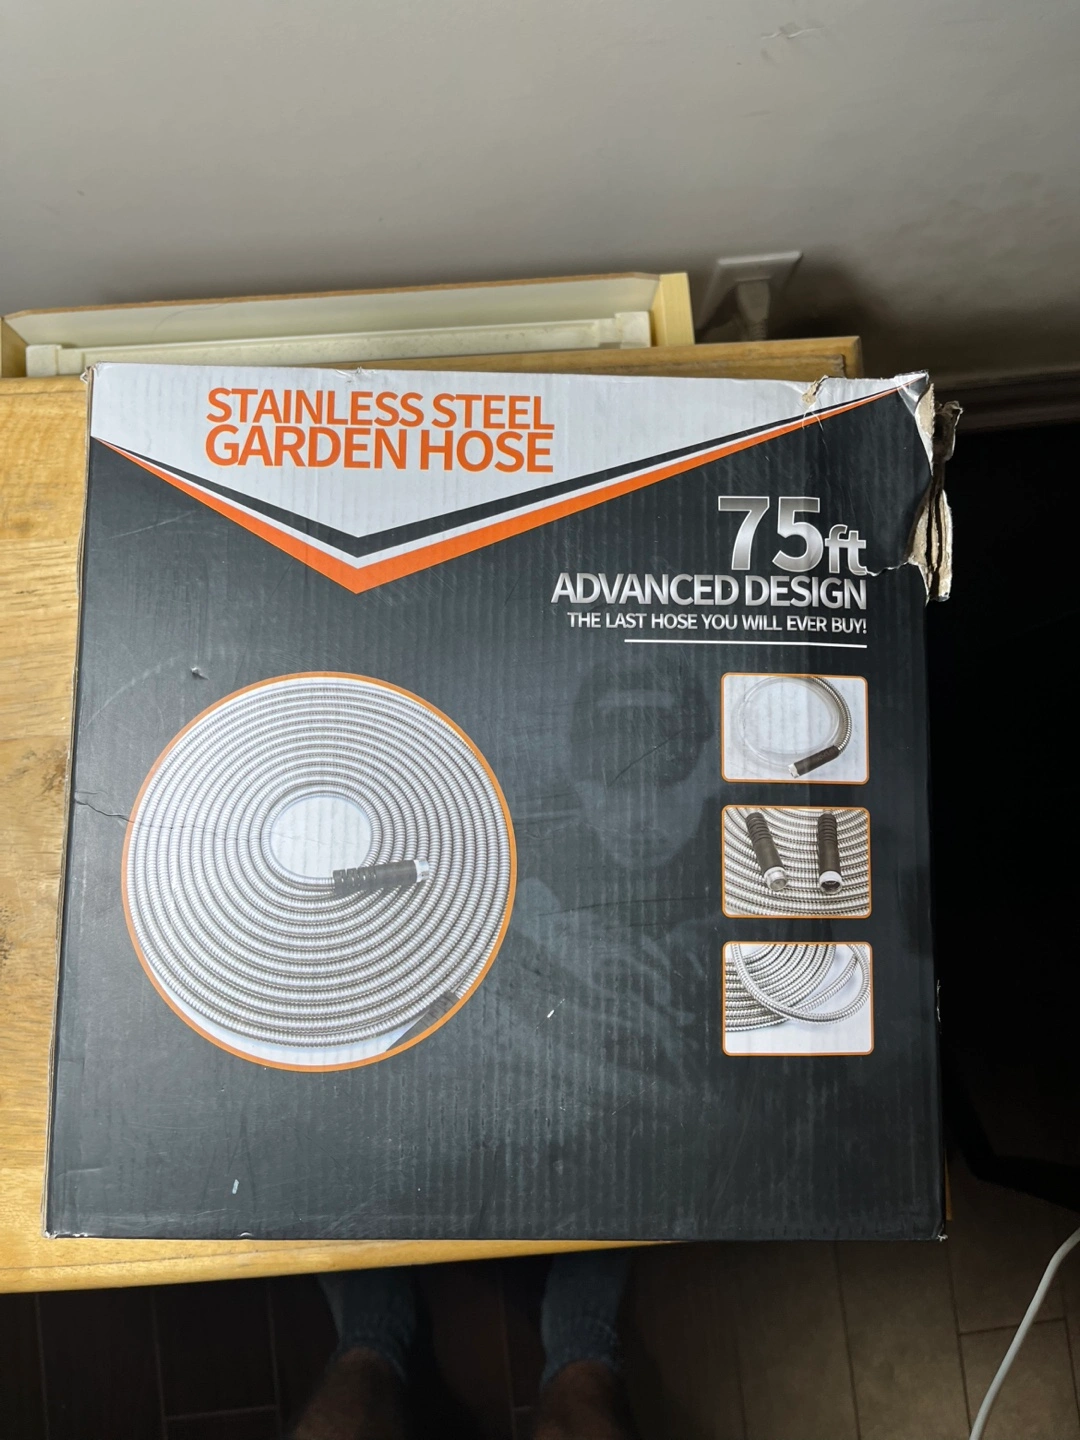 STAINLESS STEEL
GARDEN HOSE
75ft
ADVANCED DESIGN
THE LAST HOSE YOU WILL EVER BUY!